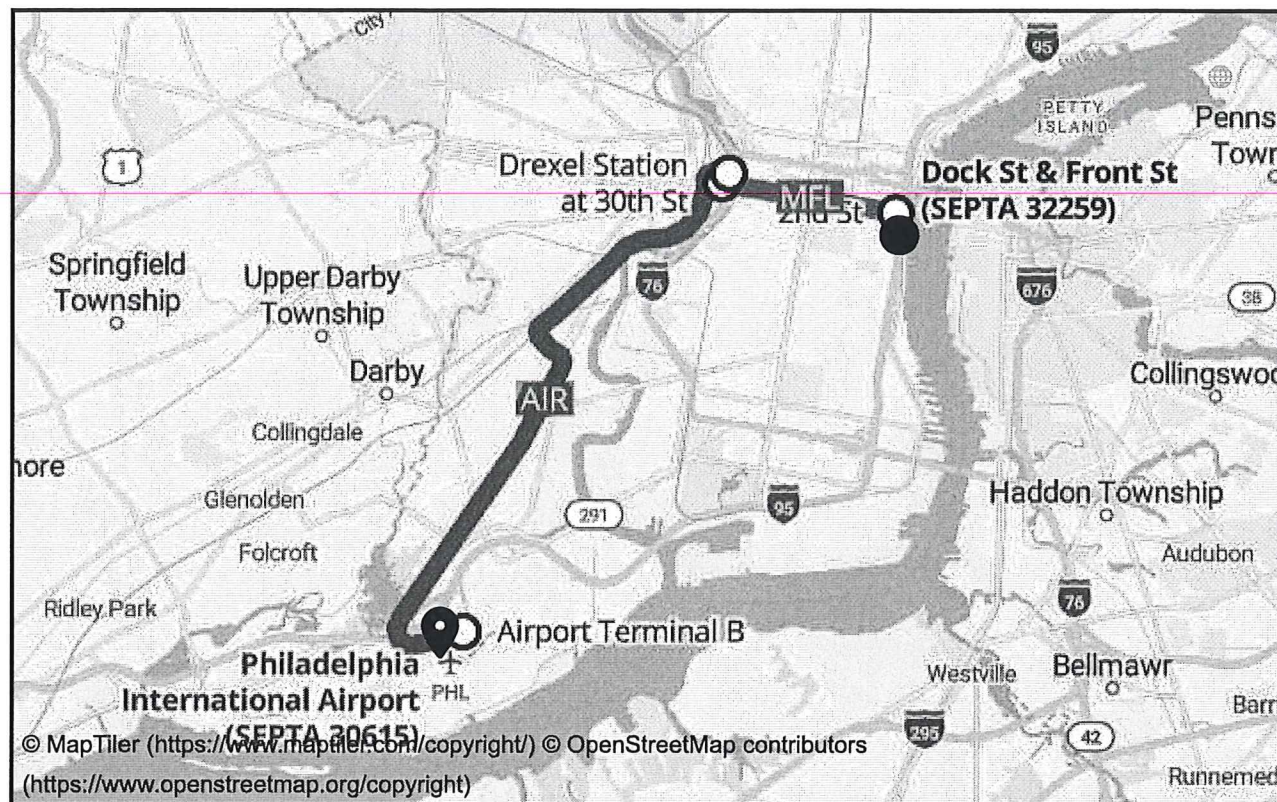 City
95
PETTY
ISLAND
Penns
Town
1
Drexel Station
at 30th St
MFL
2nd St
Dock St & Front St
(SEPTA 32259)
Springfield
Township
Upper Darby
Township
76
676
38
Darby
Collingswood
AIR
Collingdale
hore
Glenolden
291
95
Haddon Township
Folcroft
Audubon
Ridley Park
76
Airport Terminal B
Philadelphia
International Airport
(SEPTA 30615)
PHL
Westville
Bellmawr
Barr
295
42
© MapTiler (https://www.maptiler.com/copyright/) © OpenStreetMap contributors
(https://www.openstreetmap.org/copyright)
Runnemed